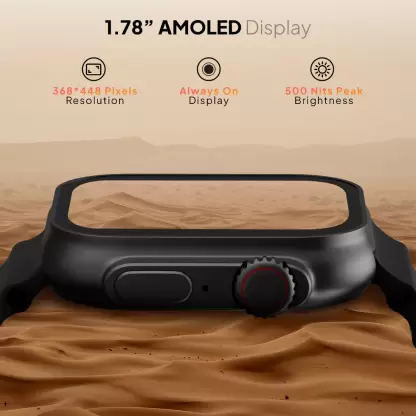 1.78” AMOLED Display
368*448 Pixels
Resolution
Always On
Display
500 Nits Peak
Brightness